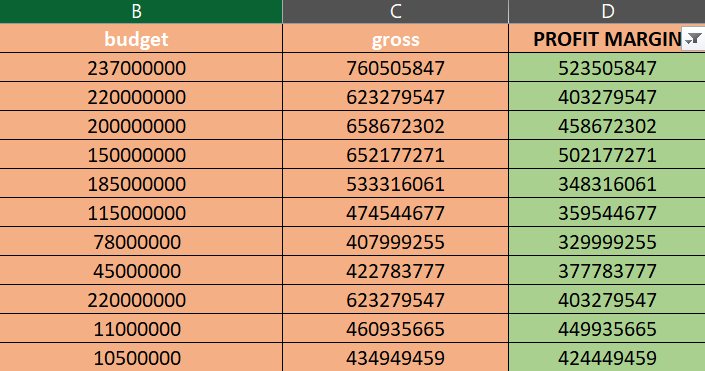 B C D
budget gross PROFIT MARGIN
237000000 760505847 523505847
220000000 623279547 403279547
200000000 658672302 458672302
150000000 652177271 502177271
185000000 533316061 348316061
115000000 474544677 359544677
78000000 407999255 329999255
45000000 422783777 377783777
220000000 623279547 403279547
11000000 460935665 449935665
10500000 434949459 424449459